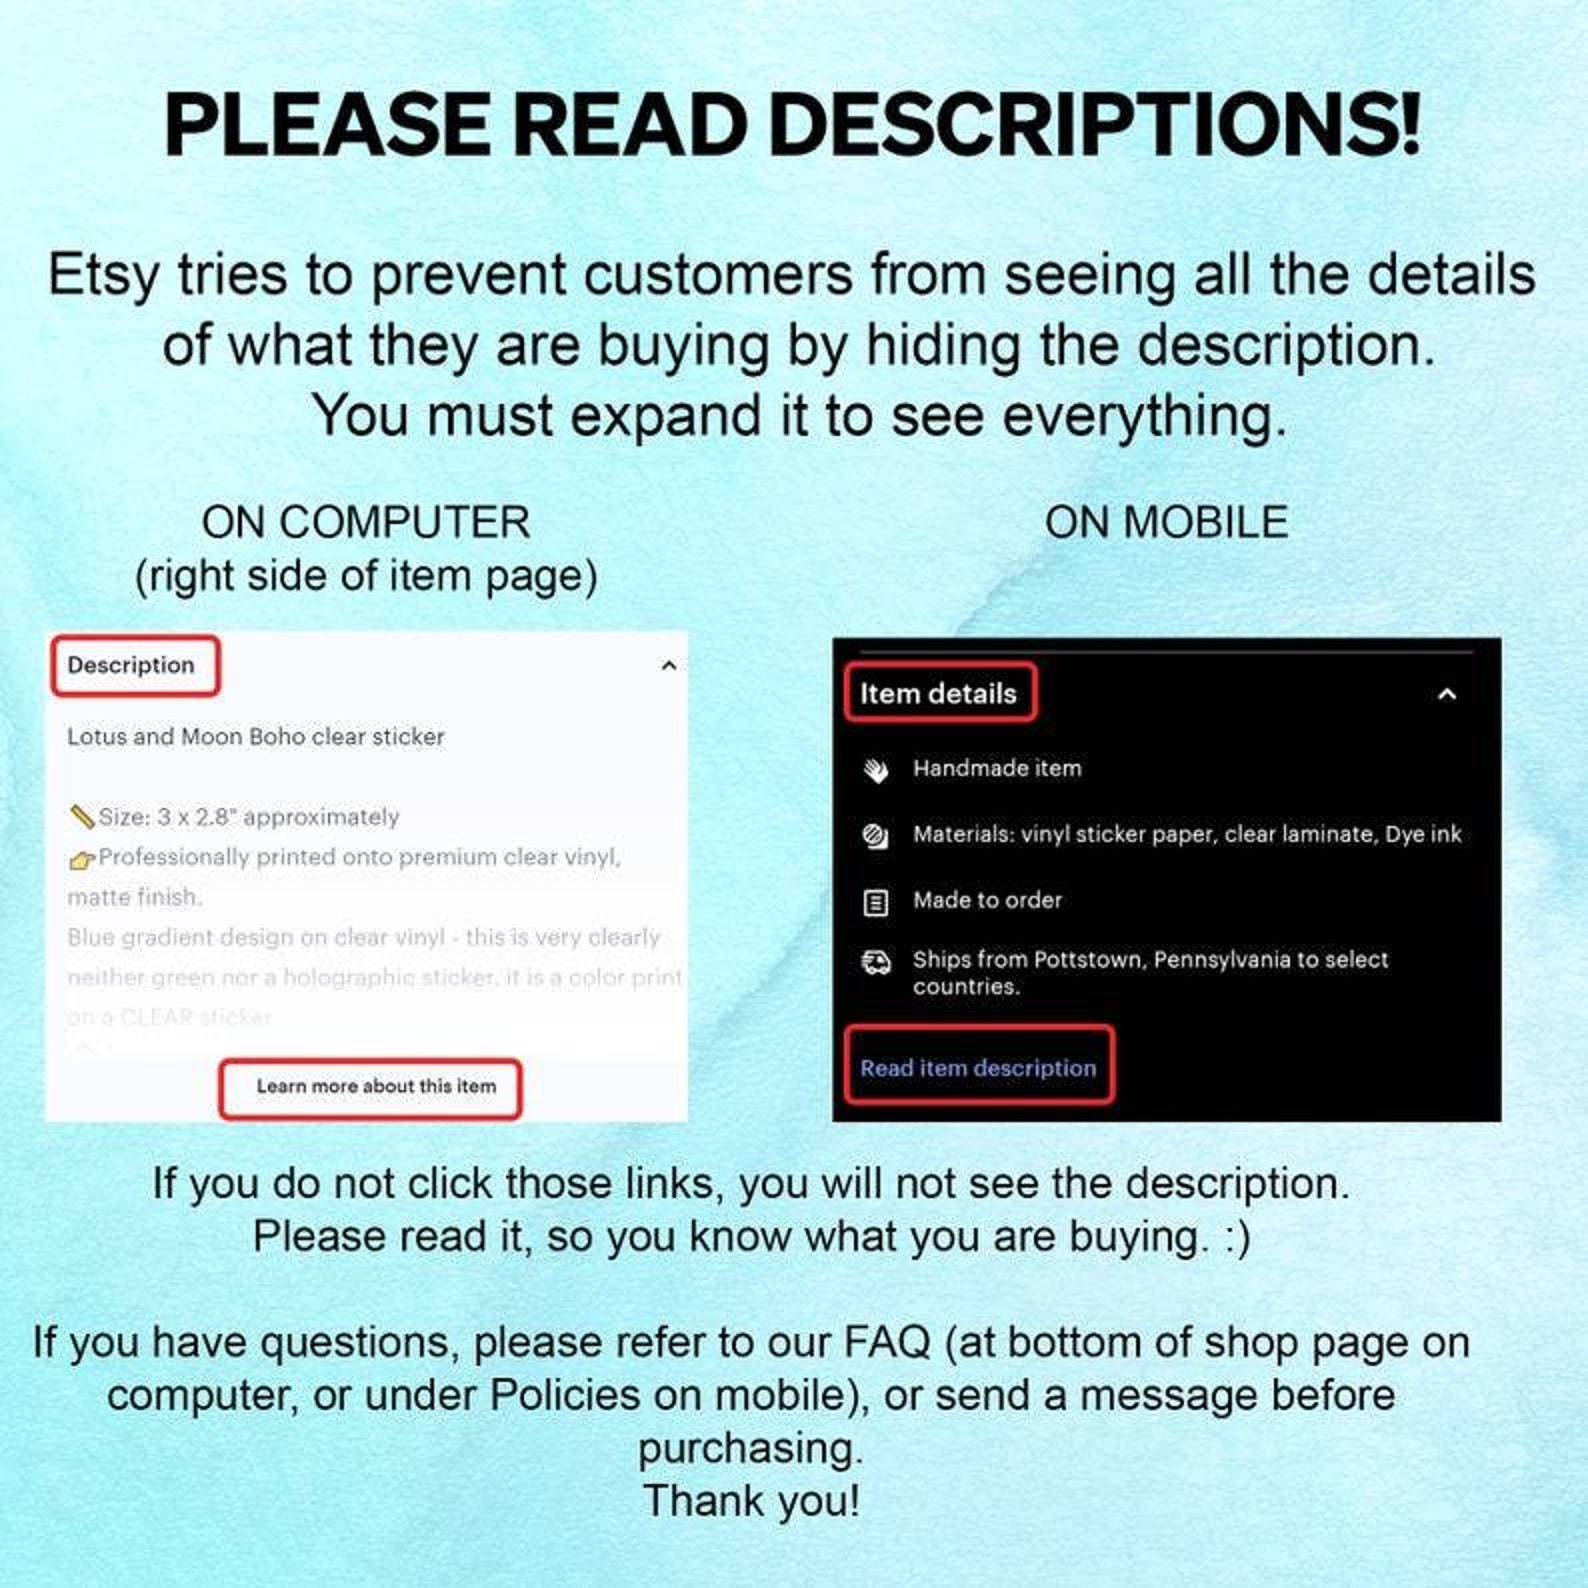 PLEASE READ DESCRIPTIONS!
Etsy tries to prevent customers from seeing all the details
of what they are buying by hiding the description.
You must expand it to see everything.
ON COMPUTER
(right side of item page)
Description
Lotus and Moon Boho clear sticker
📏Size: 3 x 2.8" approximately
👉Professionally printed onto premium clear vinyl,
matte finish.
Blue gradient design on clear vinyl - this is very clearly
neither green nor a holographic sticker, it is a color print
on a CLEAR sticker
Learn more about this item
ON MOBILE
Item details
Handmade item
Materials: vinyl sticker paper, clear laminate, Dye ink
Made to order
Ships from Pottstown, Pennsylvania to select
countries.
Read item description
If you do not click those links, you will not see the description.
Please read it, so you know what you are buying. :)
If you have questions, please refer to our FAQ (at bottom of shop page on
computer, or under Policies on mobile), or send a message before
purchasing.
Thank you!